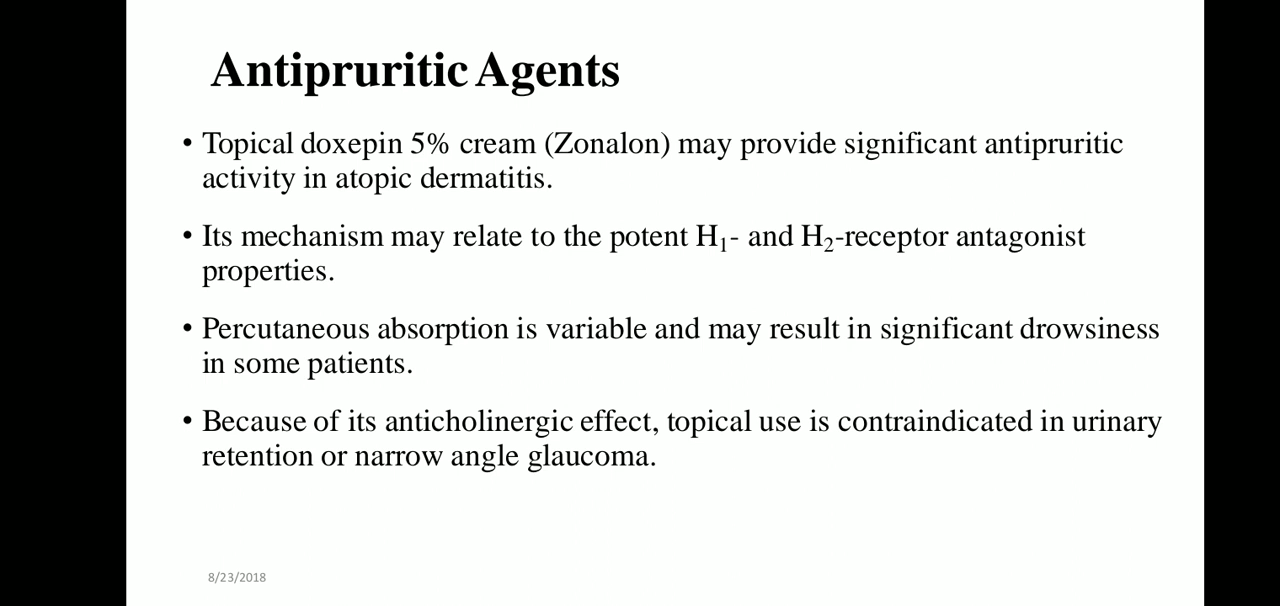 Antipruritic Agents
• Topical doxepin 5% cream (Zonalon) may provide significant antipruritic
activity in atopic dermatitis.
• Its mechanism may relate to the potent H₁- and H₂-receptor antagonist
properties.
• Percutaneous absorption is variable and may result in significant drowsiness
in some patients.
• Because of its anticholinergic effect, topical use is contraindicated in urinary
retention or narrow angle glaucoma.
8/23/2018